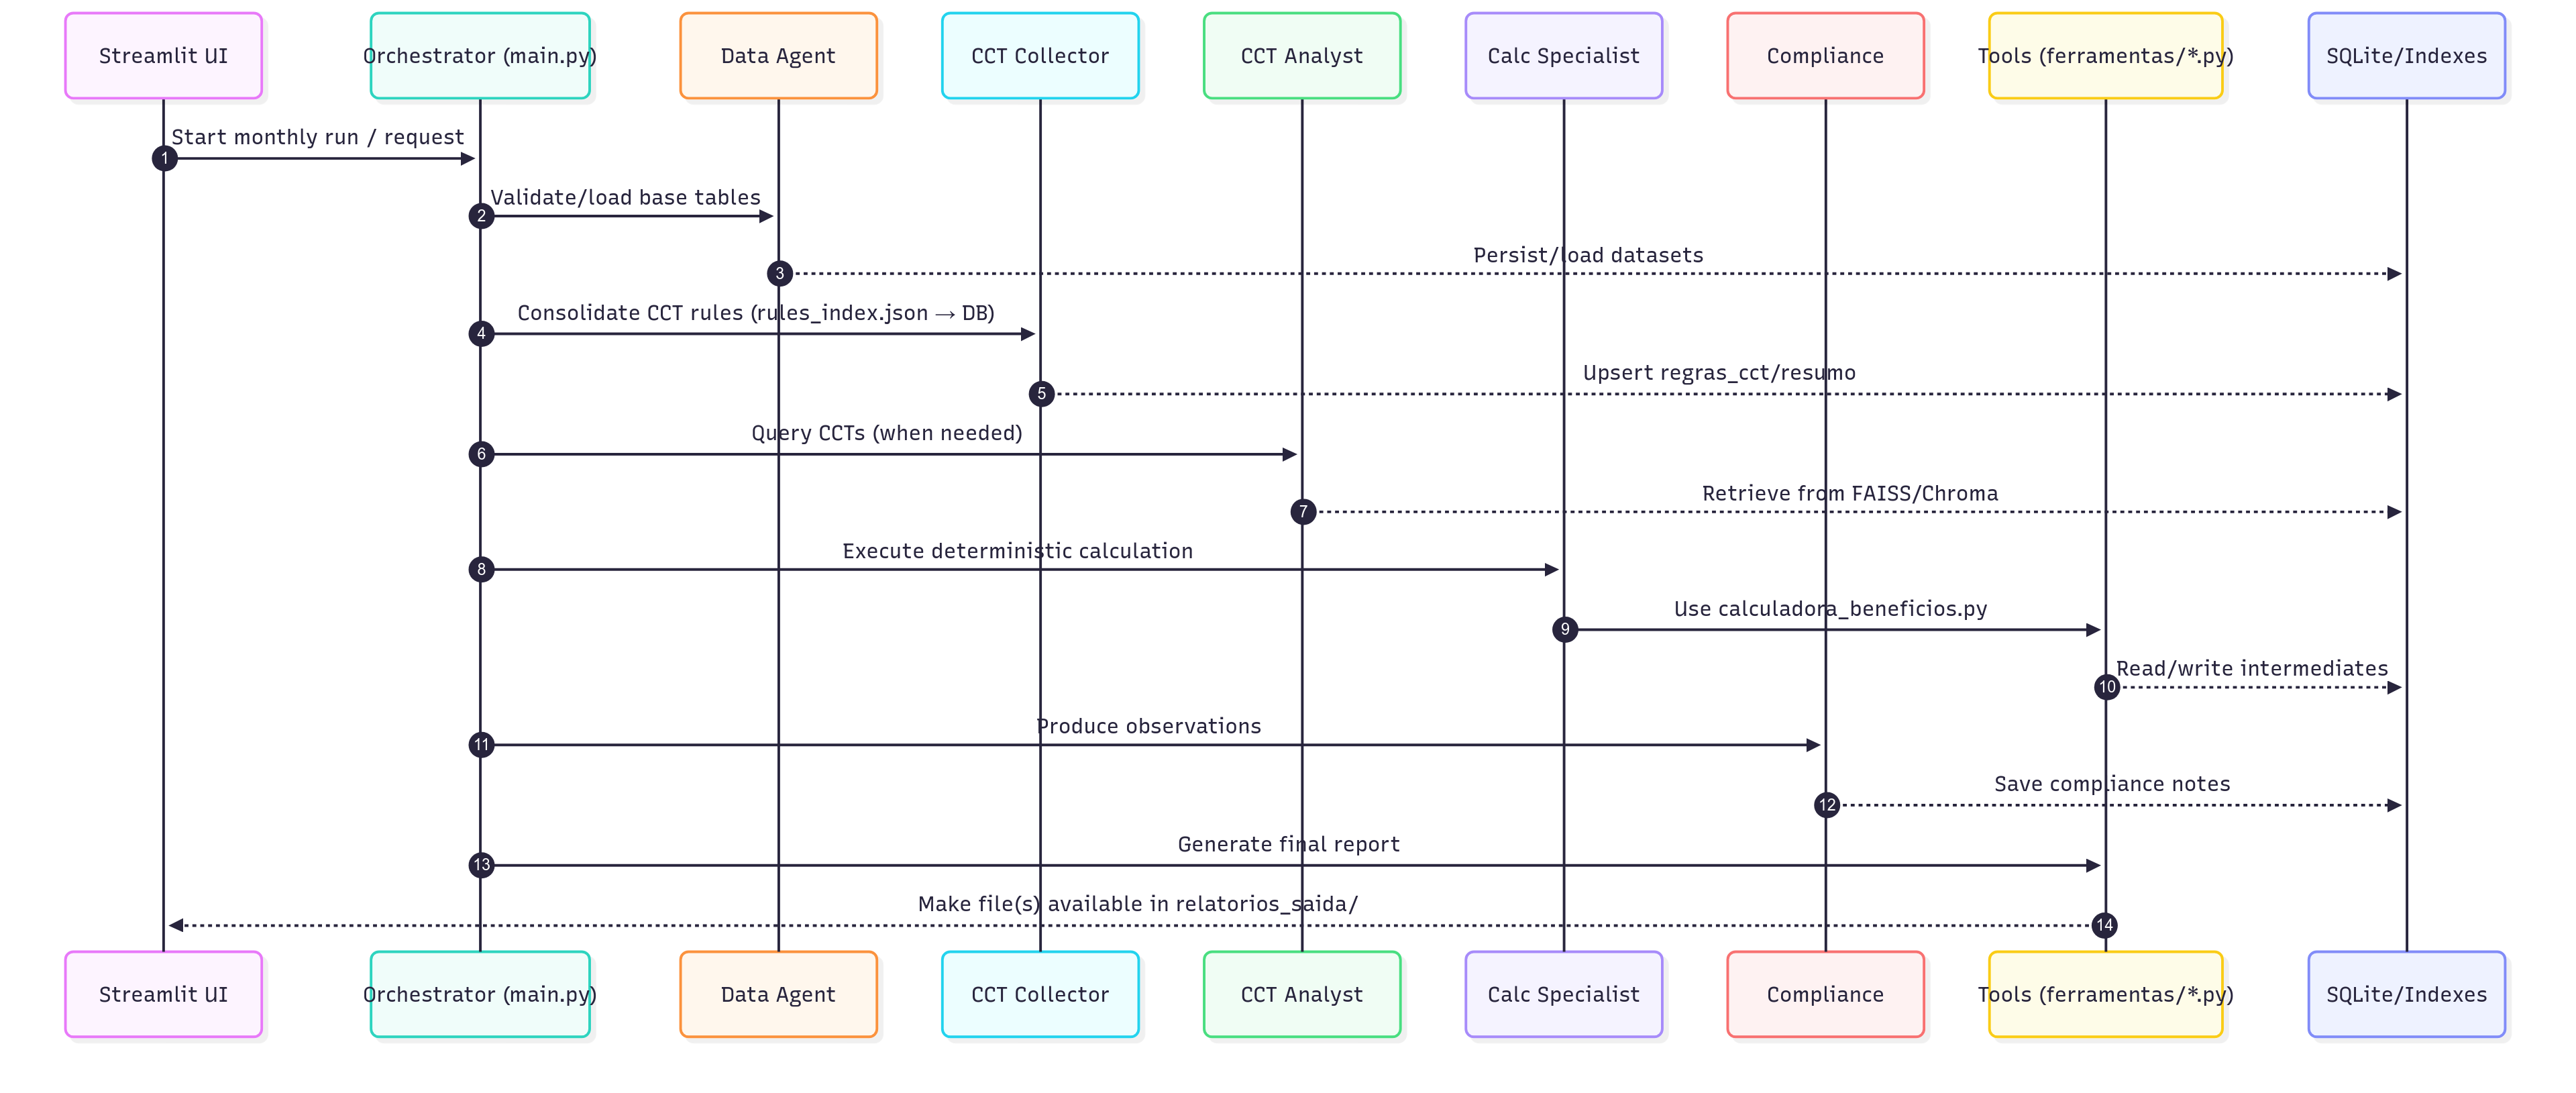 Streamlit UI
Orchestrator (main.py)
Data Agent
CCT Collector
CCT Analyst
Calc Specialist
Compliance
Tools (ferramentas/*.py)
SQLite/Indexes
Start monthly run / request
1
Validate/load base tables
2
Persist/load datasets
3
Consolidate CCT rules (rules_index.json → DB)
4
Upsert regras_cct/resumo
5
Query CCTs (when needed)
6
Retrieve from FAISS/Chroma
7
Execute deterministic calculation
8
Use calculadora_beneficios.py
9
Read/write intermediates
10
Produce observations
11
Save compliance notes
12
Generate final report
13
Make file(s) available in relatorios_saida/
14
Streamlit UI
Orchestrator (main.py)
Data Agent
CCT Collector
CCT Analyst
Calc Specialist
Compliance
Tools (ferramentas/*.py)
SQLite/Indexes